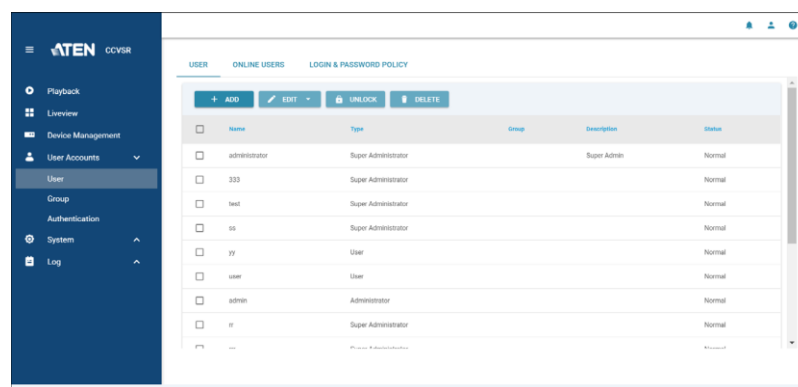 ATEN CCVSR
Playback
Liveview
Device Management
User Accounts
User
Group
Authentication
System
Log
USER ONLINE USERS LOGIN & PASSWORD POLICY
+ ADD EDIT UNLOCK DELETE
Name Type Group Description Status
administrator Super Administrator Super Admin Normal
333 Super Administrator Normal
test Super Administrator Normal
ss Super Administrator Normal
yy User Normal
user User Normal
admin Administrator Normal
rr Super Administrator Normal
Super Administrator Normal